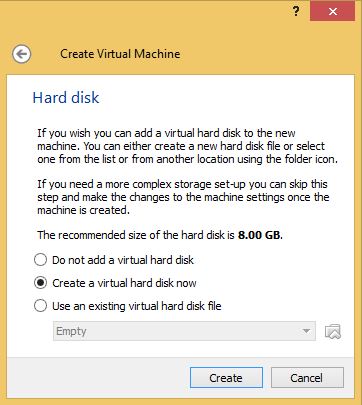 ?
Create Virtual Machine
Hard disk
If you wish you can add a virtual hard disk to the new
machine. You can either create a new hard disk file or select
one from the list or from another location using the folder icon.
If you need a more complex storage set-up you can skip this
step and make the changes to the machine settings once the
machine is created.
The recommended size of the hard disk is 8.00 GB.
Do not add a virtual hard disk
Create a virtual hard disk now
Use an existing virtual hard disk file
Empty
Create
Cancel